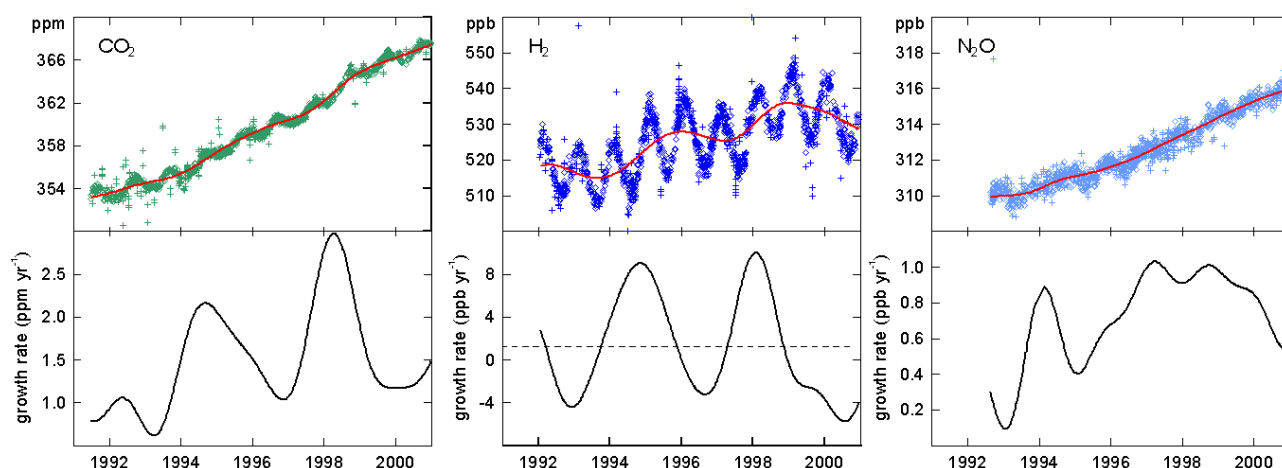 ppm
CO₂
366
362
358
354
growth rate (ppm yr⁻¹)
2.5
2.0
1.5
1.0
1992 1994 1996 1998 2000
ppb
H₂
550
540
530
520
510
growth rate (ppb yr⁻¹)
8
4
0
-4
1992 1994 1996 1998 2000
ppb
N₂O
318
316
314
312
310
growth rate (ppb yr⁻¹)
1.0
0.8
0.6
0.4
0.2
1992 1994 1996 1998 2000